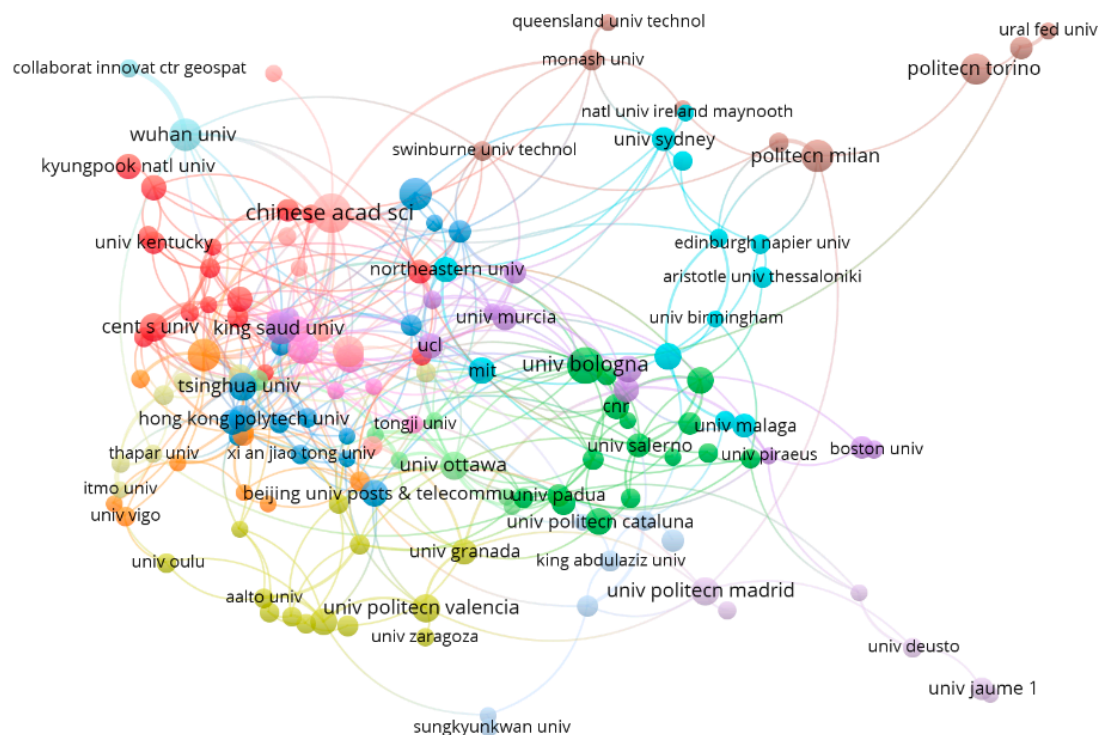 queensland univ technol
ural fed univ
monash univ
collaborat innovat ctr geospat
politecn torino
natl univ ireland maynooth
wuhan univ
univ sydney
swinburne univ technol
politecn milan
kyungpook natl univ
chinese acad sci
univ kentucky
edinburgh napier univ
northeastern univ
aristotle univ thessaloniki
univ murcia
univ birmingham
cent s univ
king saud univ
ucl
univ bologna
mit
tsinghua univ
cnr
hong kong polytech univ
tongji univ
univ malaga
univ salerno
boston univ
thapar univ
xi an jiao tong univ
univ piraeus
univ ottawa
itmo univ
beijing univ posts & telecommu
univ padua
univ vigo
univ politecn cataluna
univ granada
king abdulaziz univ
univ oulu
univ politecn madrid
aalto univ
univ politecn valencia
univ zaragoza
univ deusto
univ jaume 1
sungkyunkwan univ